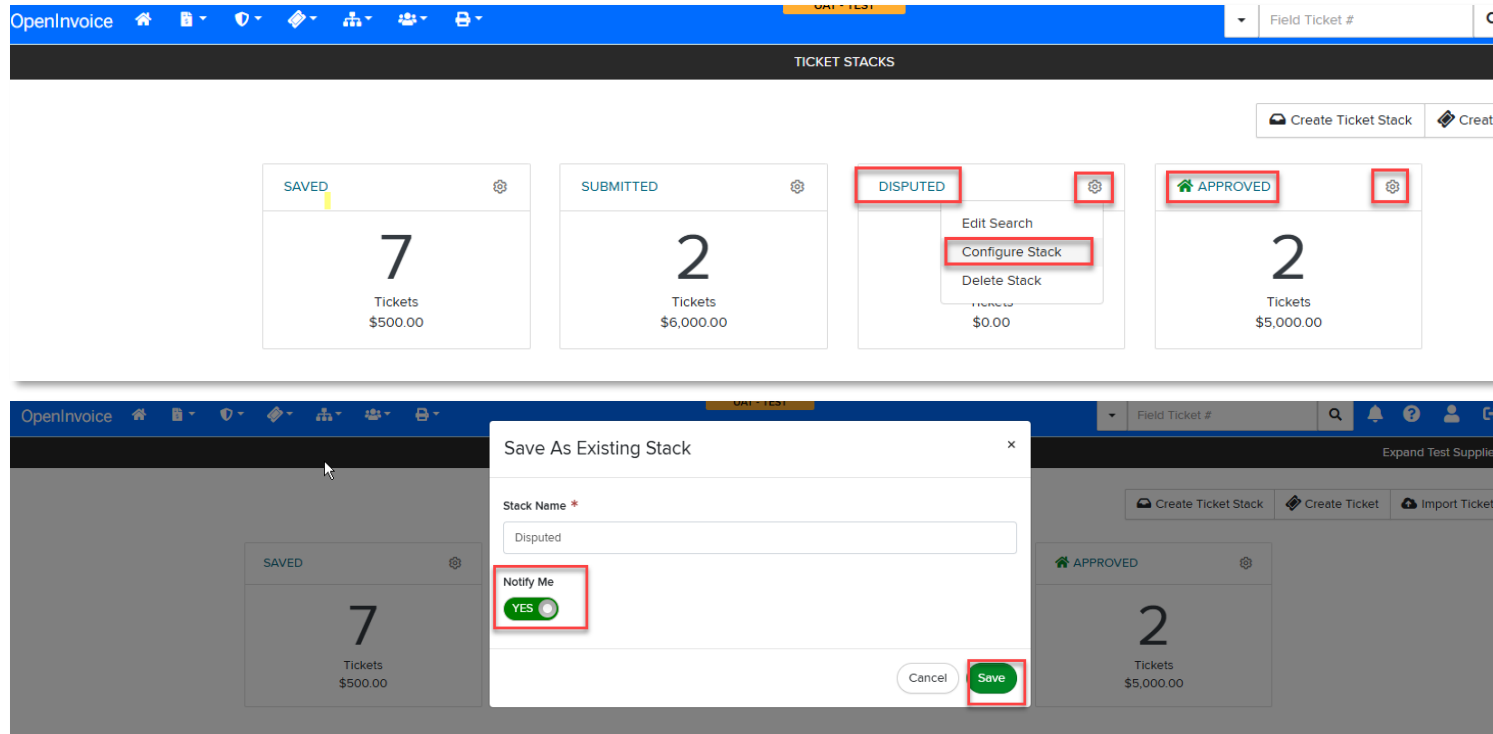 OpenInvoice
UAT - TEST
Field Ticket #
TICKET STACKS
Create Ticket Stack
SAVED
SUBMITTED
DISPUTED
APPROVED
Edit Search
Configure Stack
Delete Stack
7
2
2
Tickets
Tickets
Tickets
Tickets
$500.00
$6,000.00
$0.00
$5,000.00
OpenInvoice
UAT - TEST
Field Ticket #
Save As Existing Stack
×
Stack Name *
Disputed
Notify Me
YES
Cancel
Save
Expand Test
Create Ticket Stack
Create Ticket
Import Ticket
SAVED
APPROVED
7
2
Tickets
Tickets
$500.00
$5,000.00